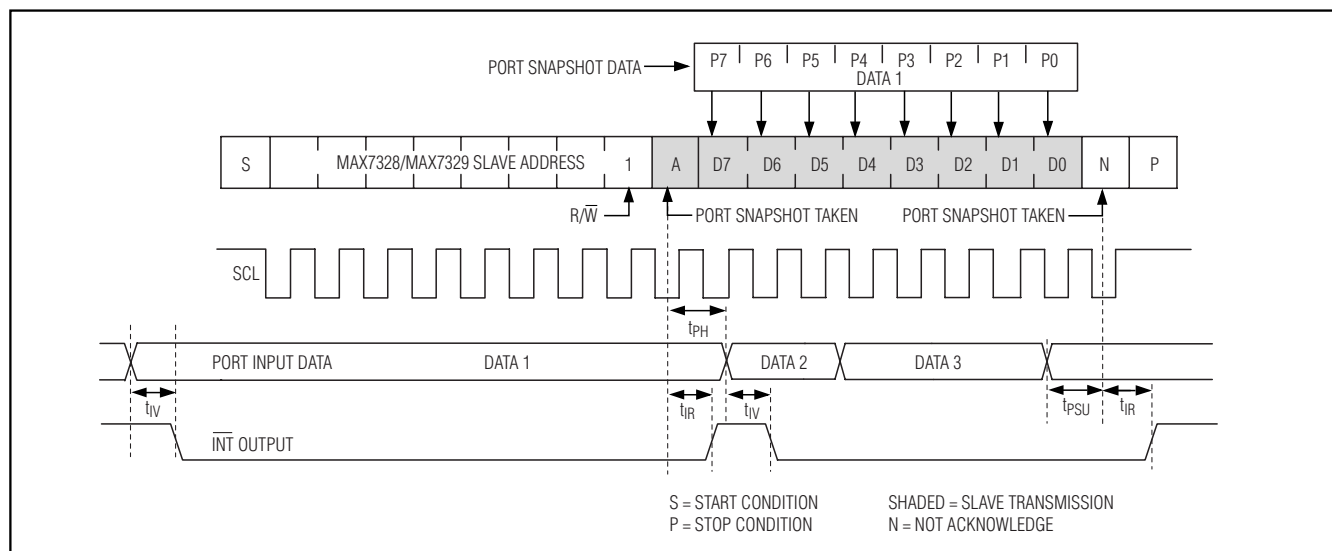 PORT SNAPSHOT DATA
P7 P6 P5 P4 P3 P2 P1 P0
DATA 1
S MAX7328/MAX7329 SLAVE ADDRESS 1 A D7 D6 D5 D4 D3 D2 D1 D0 N P
R/W̅ PORT SNAPSHOT TAKEN PORT SNAPSHOT TAKEN
SCL
tPH
PORT INPUT DATA DATA 1 DATA 2 DATA 3
tIV tIR tIV tPSU tIR
I̅N̅T̅ OUTPUT
S = START CONDITION SHADED = SLAVE TRANSMISSION
P = STOP CONDITION N = NOT ACKNOWLEDGE